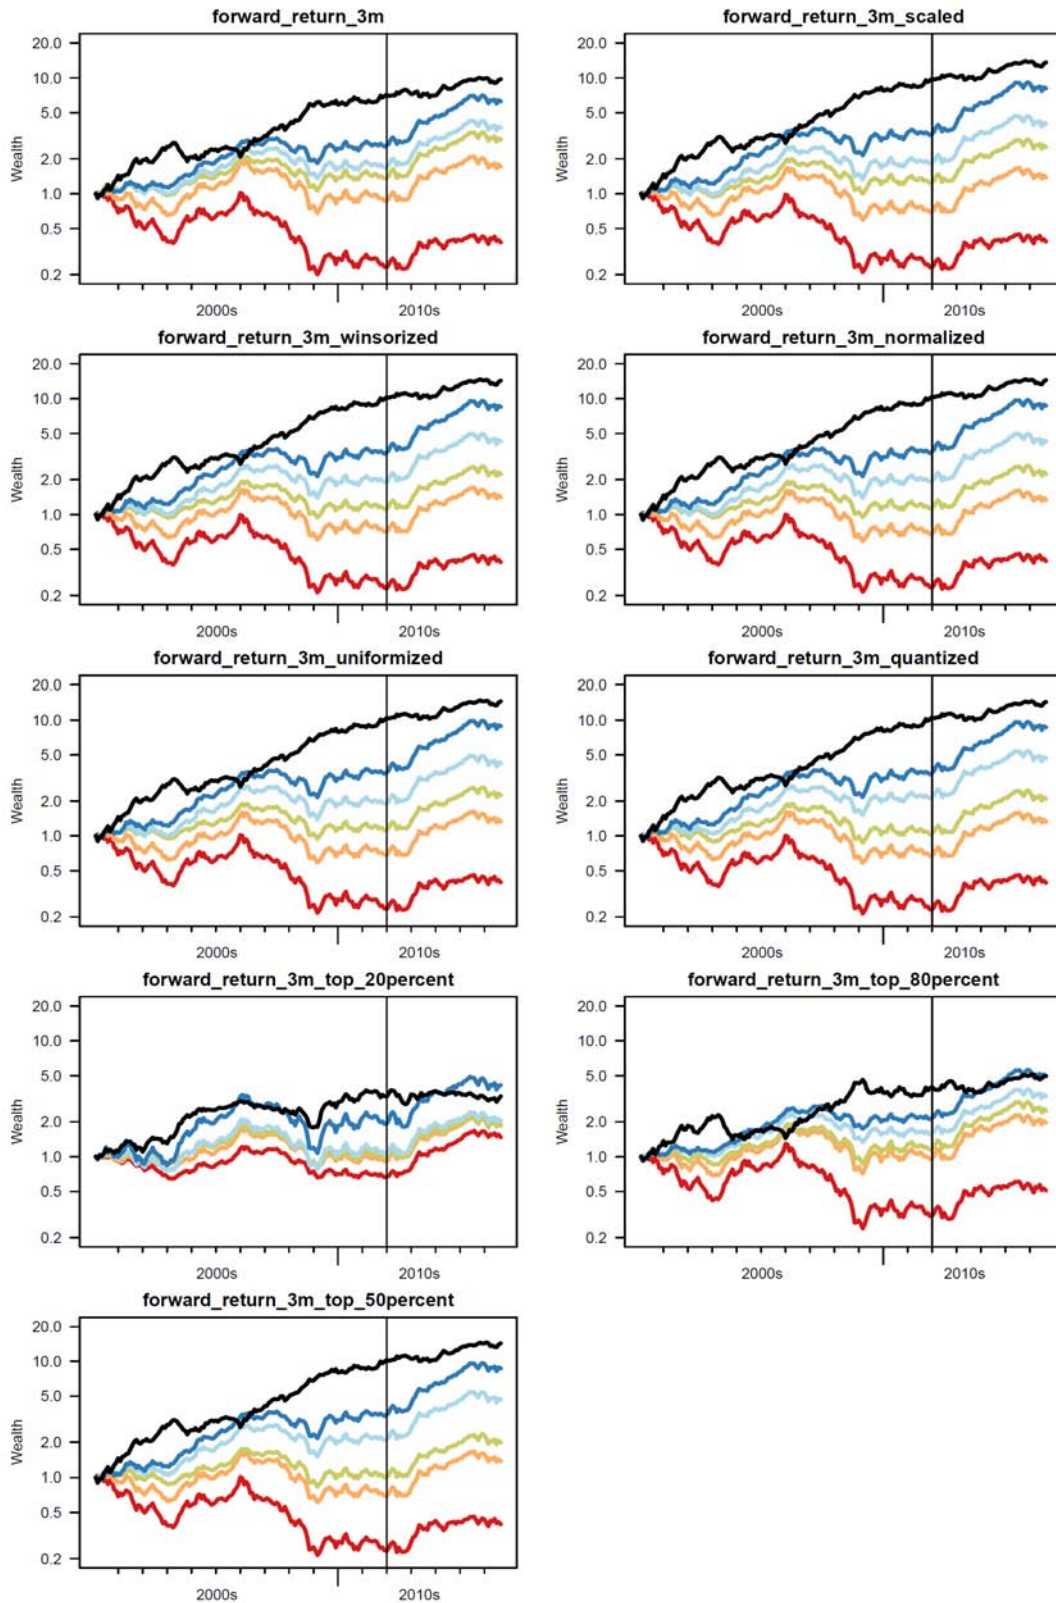 forward_return_3m
20.0
10.0
5.0
2.0
1.0
0.5
0.2
Wealth
2000s 2010s
forward_return_3m_scaled
20.0
10.0
5.0
2.0
1.0
0.5
0.2
Wealth
2000s 2010s
forward_return_3m_winsorized
20.0
10.0
5.0
2.0
1.0
0.5
0.2
Wealth
2000s 2010s
forward_return_3m_normalized
20.0
10.0
5.0
2.0
1.0
0.5
0.2
Wealth
2000s 2010s
forward_return_3m_uniformized
20.0
10.0
5.0
2.0
1.0
0.5
0.2
Wealth
2000s 2010s
forward_return_3m_quantized
20.0
10.0
5.0
2.0
1.0
0.5
0.2
Wealth
2000s 2010s
forward_return_3m_top_20percent
20.0
10.0
5.0
2.0
1.0
0.5
0.2
Wealth
2000s 2010s
forward_return_3m_top_80percent
20.0
10.0
5.0
2.0
1.0
0.5
0.2
Wealth
2000s 2010s
forward_return_3m_top_50percent
20.0
10.0
5.0
2.0
1.0
0.5
0.2
Wealth
2000s 2010s